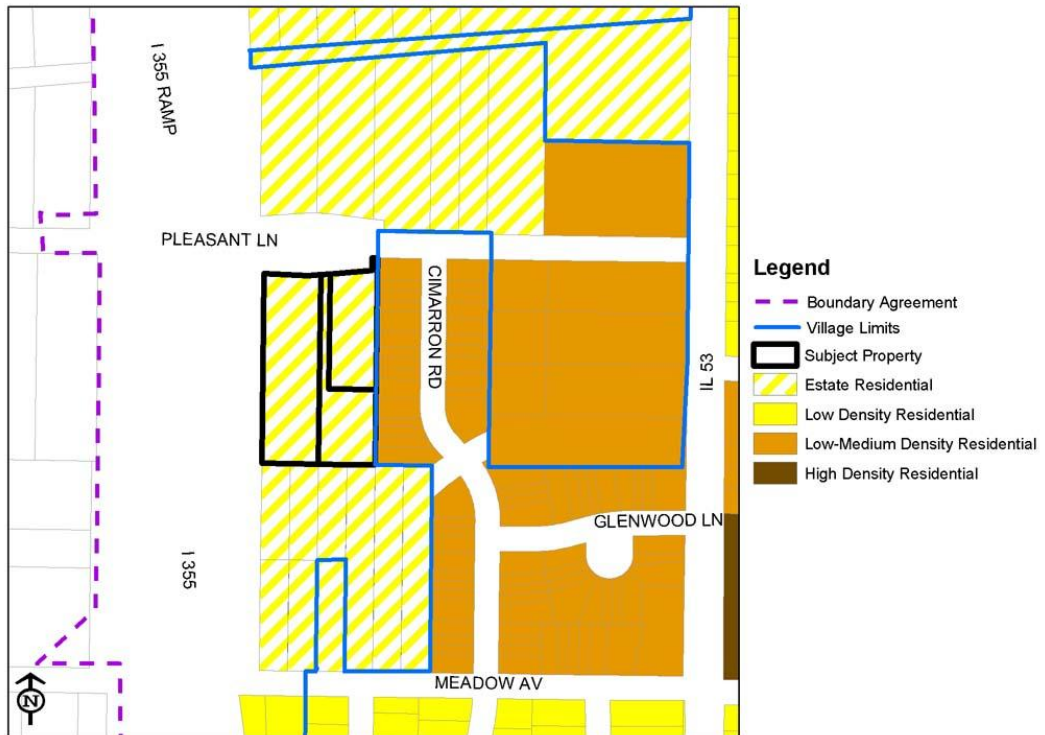 I 355 RAMP
PLEASANT LN
CIMARRON RD
IL 53
GLENWOOD LN
I 355
MEADOW AV
N
Legend
Boundary Agreement
Village Limits
Subject Property
Estate Residential
Low Density Residential
Low-Medium Density Residential
High Density Residential